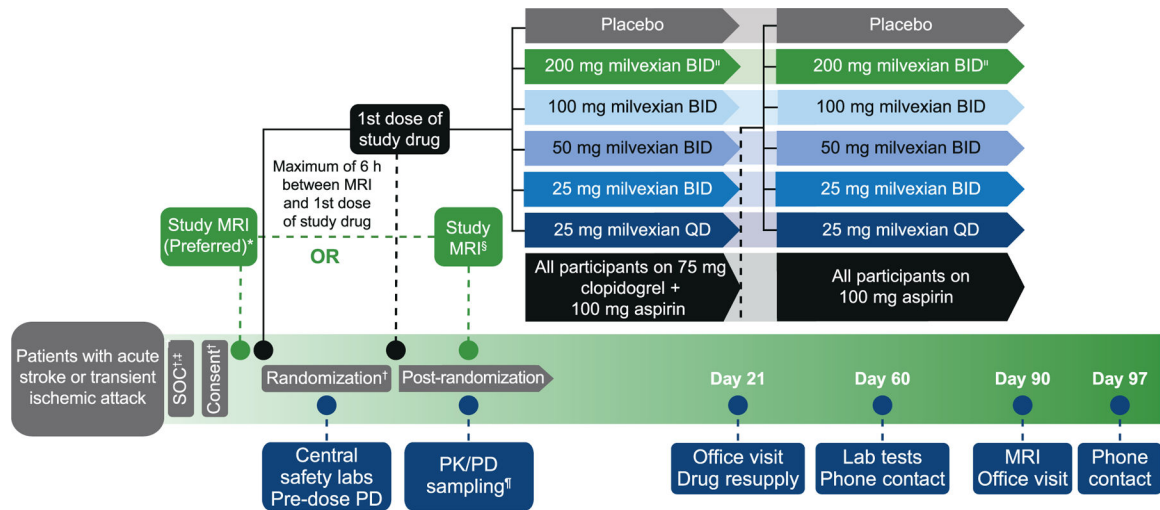 Placebo
200 mg milvexian BIDᴵᴵ
100 mg milvexian BID
50 mg milvexian BID
25 mg milvexian BID
25 mg milvexian QD
All participants on 75 mg
clopidogrel +
100 mg aspirin
Placebo
200 mg milvexian BIDᴵᴵ
100 mg milvexian BID
50 mg milvexian BID
25 mg milvexian BID
25 mg milvexian QD
All participants on
100 mg aspirin
1st dose of
study drug
Maximum of 6 h
between MRI
and 1st dose
of study drug
Study MRI
(Preferred)*
OR
Study
MRI§
Patients with acute
stroke or transient
ischemic attack
SOC†,‡
Consent†
Randomization†
Post-randomization
Day 21
Day 60
Day 90
Day 97
Central
safety labs
Pre-dose PD
PK/PD
sampling¶
Office visit
Drug resupply
Lab tests
Phone contact
MRI
Office visit
Phone
contact